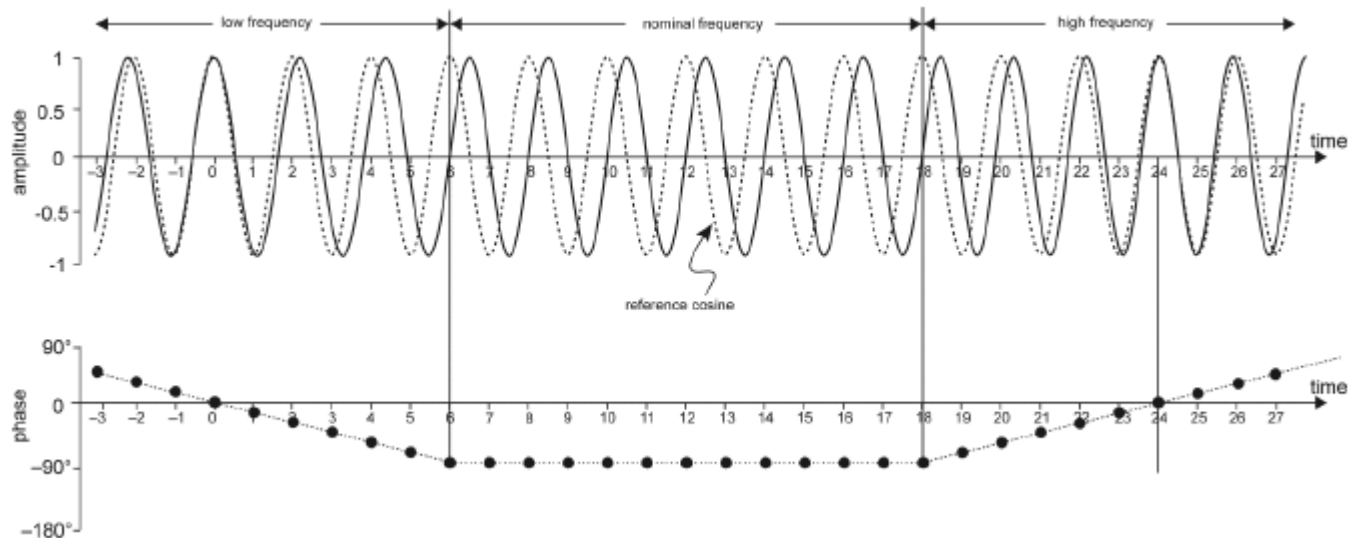 low frequency nominal frequency high frequency
1
0.5
0
-0.5
-1
amplitude
time
–3 –2 –1 0 1 2 3 4 5 6 7 8 9 10 11 12 13 14 15 16 17 18 19 20 21 22 23 24 25 26 27
reference cosine
90°
0
–90°
–180°
phase
time
–3 –2 –1 0 1 2 3 4 5 6 7 8 9 10 11 12 13 14 15 16 17 18 19 20 21 22 23 24 25 26 27